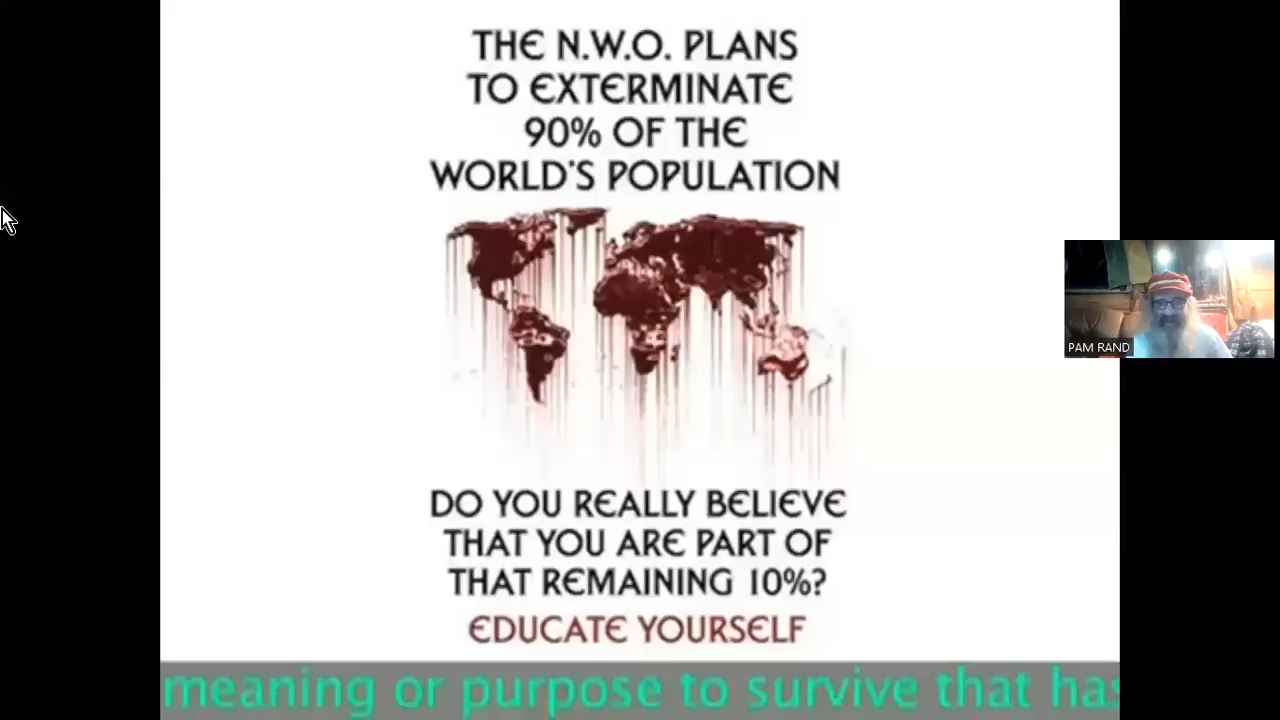 THE N.W.O. PLANS
TO EXTERMINATE
90% OF THE
WORLD'S POPULATION
DO YOU REALLY BELIEVE
THAT YOU ARE PART OF
THAT REMAINING 10%?
EDUCATE YOURSELF
PAM RAND
meaning or purpose to survive that has